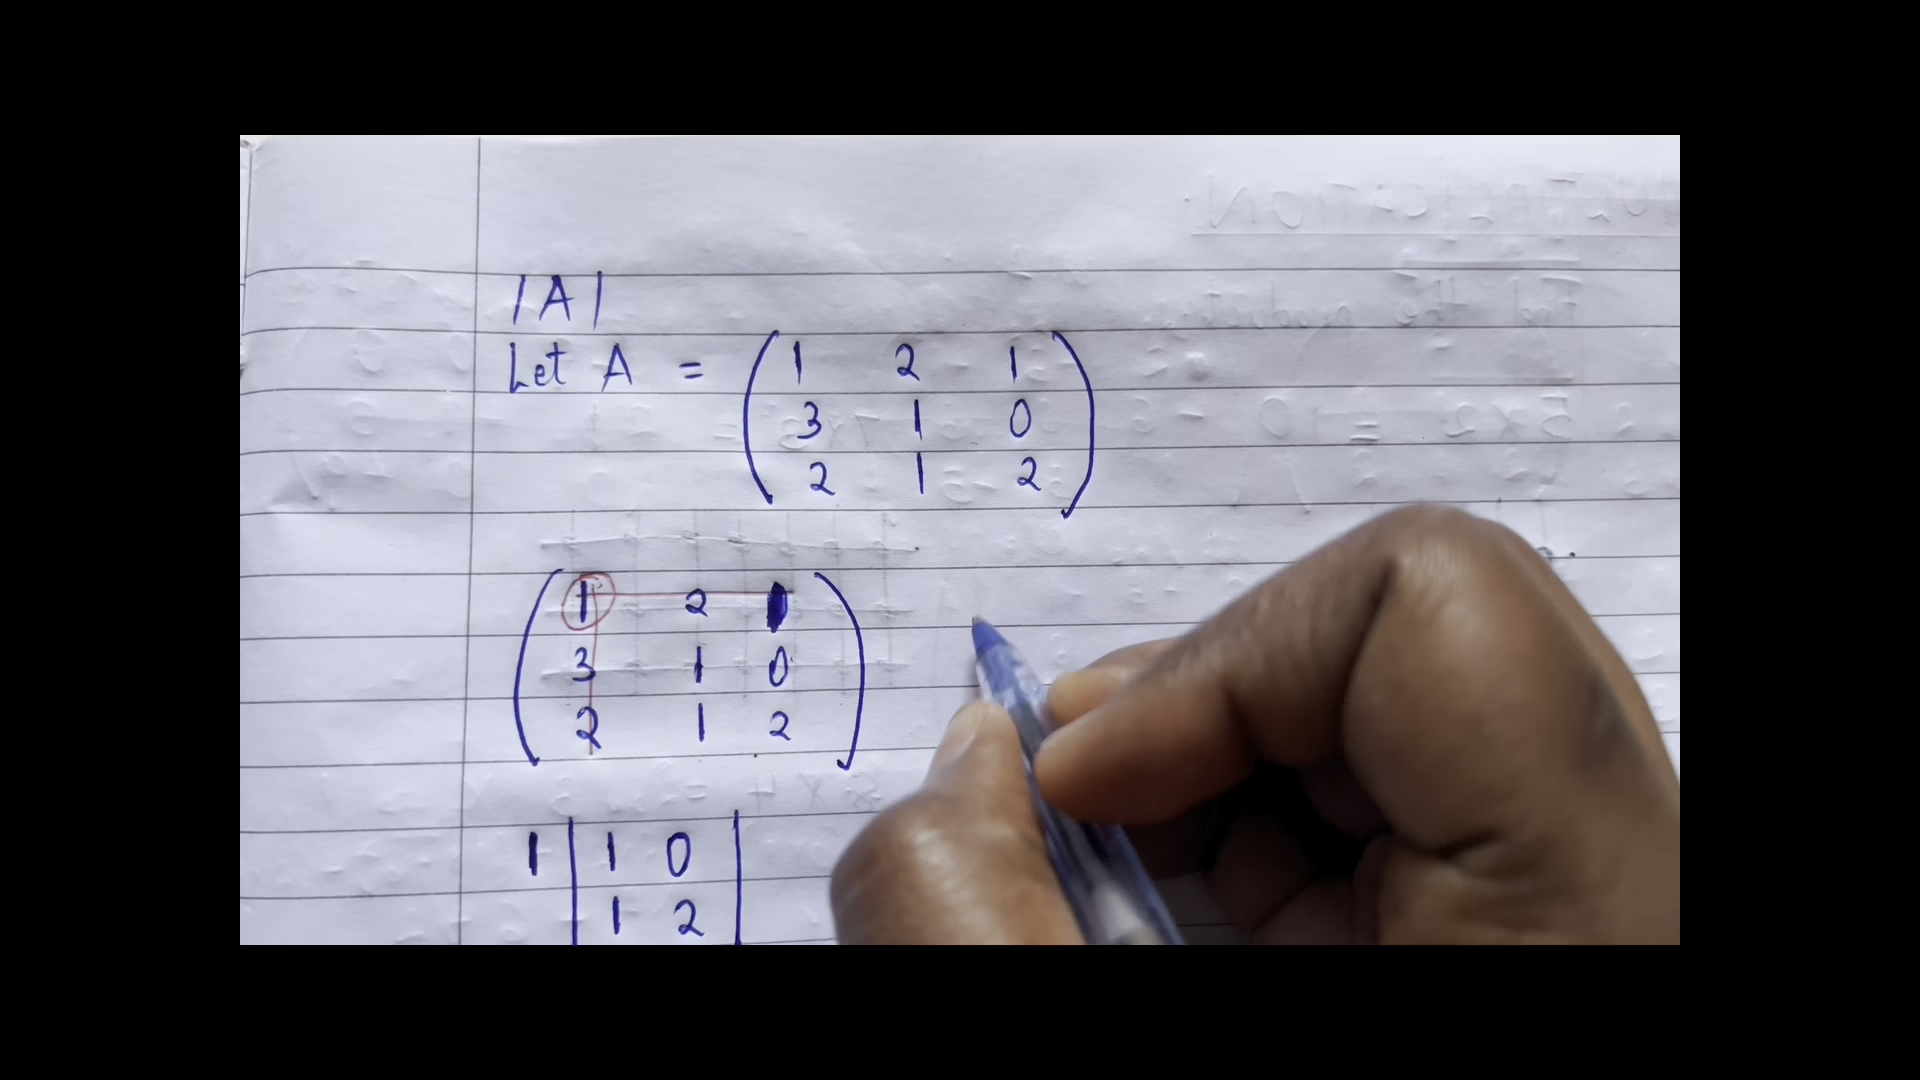 |A|
Let A = ( 1 2 1
3 1 0
2 1 2 )
( 1 2 1
3 1 0
2 1 2 )
1 | 1 0
1 2 |